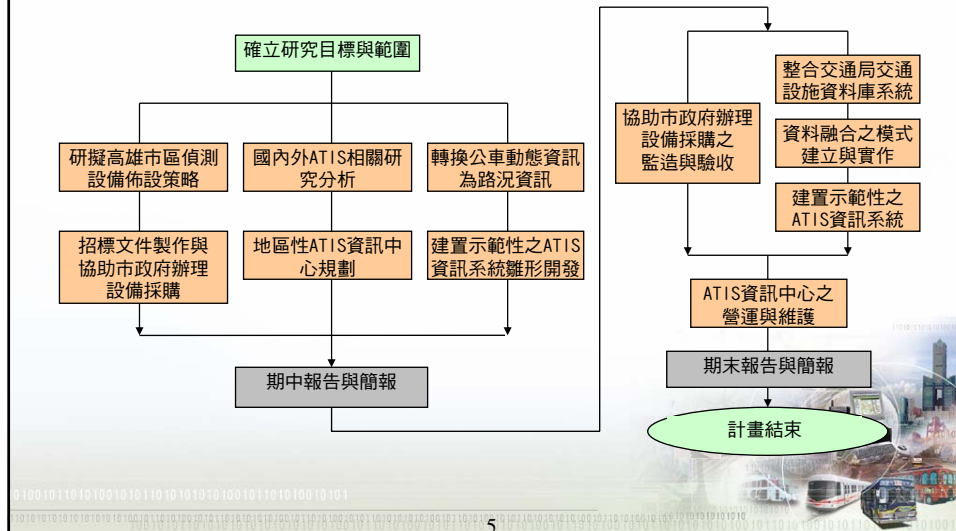 確立研究目標與範圍
研擬高雄市區偵測
設備佈設策略
國內外ATIS相關研
究分析
轉換公車動態資訊
為路況資訊
招標文件製作與
協助市政府辦理
設備採購
地區性ATIS資訊中
心規劃
建置示範性之ATIS
資訊系統雛形開發
期中報告與簡報
協助市政府辦理
設備採購之
監造與驗收
整合交通局交通
設施資料庫系統
資料融合之模式
建立與實作
建置示範性之
ATIS資訊系統
ATIS資訊中心之
營運與維護
期末報告與簡報
計畫結束
5